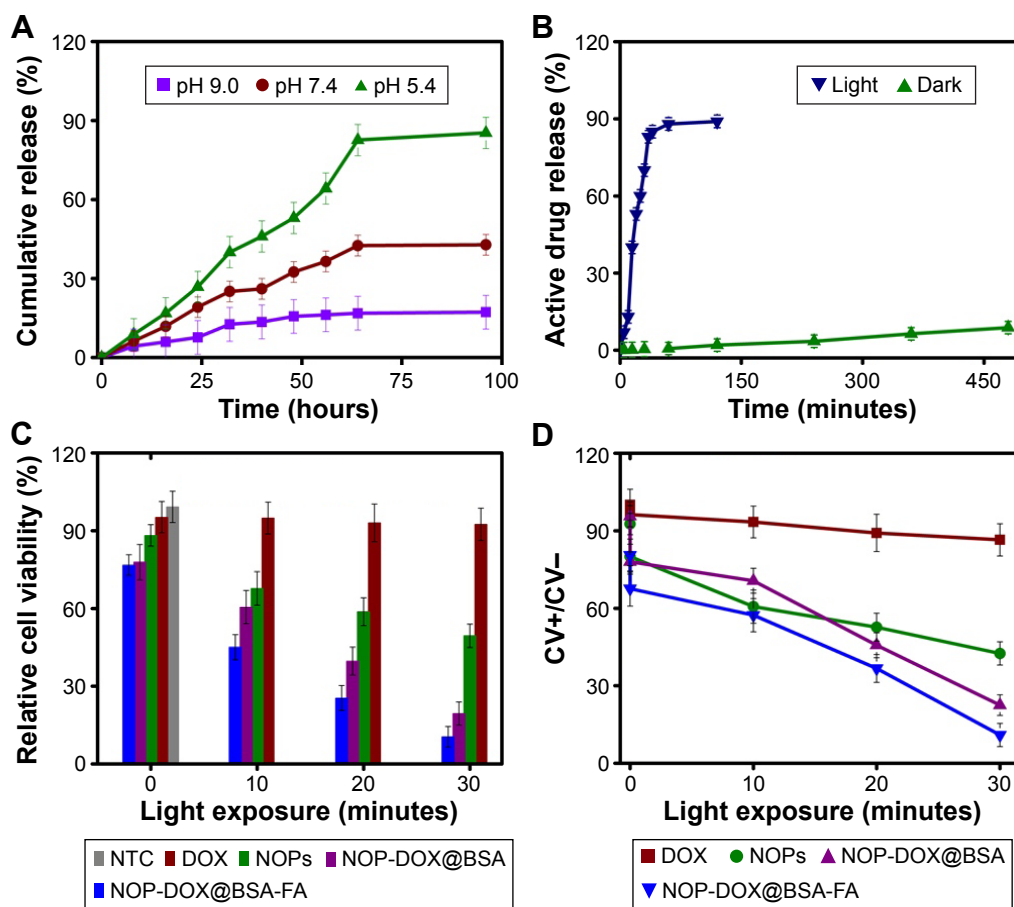 A
Cumulative release (%)
120
90
60
30
0
pH 9.0 pH 7.4 pH 5.4
0 25 50 75 100
Time (hours)
B
Active drug release (%)
120
90
60
30
0
Light Dark
0 150 300 450
Time (minutes)
C
Relative cell viability (%)
120
90
60
30
0
0 10 20 30
Light exposure (minutes)
NTC DOX NOPs NOP-DOX@BSA
NOP-DOX@BSA-FA
D
CV+/CV–
120
90
60
30
0
0 10 20 30
Light exposure (minutes)
DOX NOPs NOP-DOX@BSA
NOP-DOX@BSA-FA